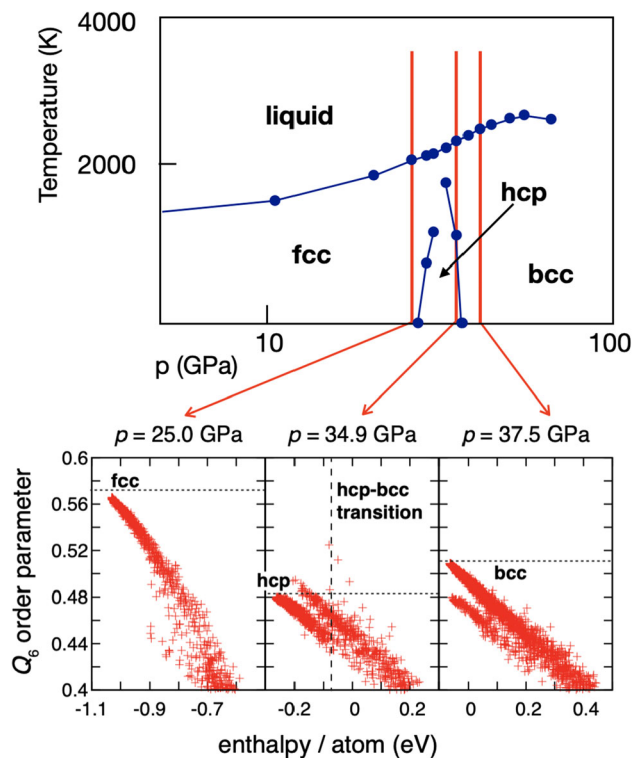 4000
Temperature (K)
liquid
2000
hcp
fcc
bcc
10
100
p (GPa)
p = 25.0 GPa
p = 34.9 GPa
p = 37.5 GPa
0.6
fcc
hcp-bcc
transition
0.56
Q6 order parameter
0.52
hcp
bcc
0.48
0.44
0.4
-1.1 -0.9 -0.7 -0.2 0 0.2 0 0.2 0.4
enthalpy / atom (eV)